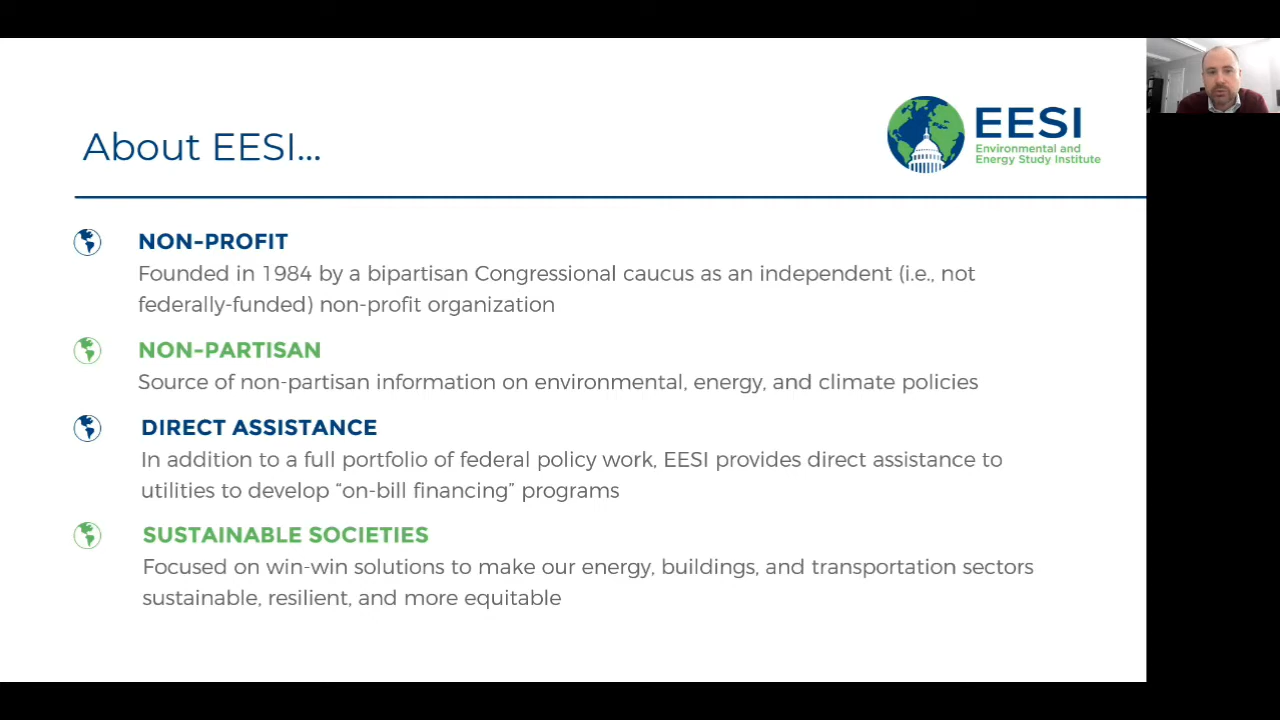 About EESI...
EESI
Environmental and
Energy Study Institute
NON-PROFIT
Founded in 1984 by a bipartisan Congressional caucus as an independent (i.e., not
federally-funded) non-profit organization
NON-PARTISAN
Source of non-partisan information on environmental, energy, and climate policies
DIRECT ASSISTANCE
In addition to a full portfolio of federal policy work, EESI provides direct assistance to
utilities to develop “on-bill financing” programs
SUSTAINABLE SOCIETIES
Focused on win-win solutions to make our energy, buildings, and transportation sectors
sustainable, resilient, and more equitable